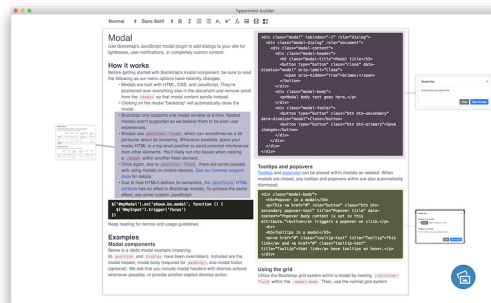 hypermind-builder
Normal
Sans Serif
Modal
Use Bootstrap's JavaScript modal plugin to add dialogs to your site for
lightboxes, user notifications, or completely custom content.
How it works
Before getting started with Bootstrap's modal component, be sure to read
the following as our menu options have recently changed.
• Modals are built with HTML, CSS, and JavaScript. They're
positioned over everything else in the document and remove scroll
from the <body> so that modal content scrolls instead.
• Clicking on the modal "backdrop" will automatically close the
modal.
• Bootstrap only supports one modal window at a time. Nested
modals aren't supported as we believe them to be poor user
experiences.
• Modals use position: fixed, which can sometimes be a bit
particular about its rendering. Whenever possible, place your
modal HTML in a top-level position to avoid potential interference
from other elements. You'll likely run into issues when nesting
a .modal within another fixed element.
• Once again, due to position: fixed, there are some caveats
with using modals on mobile devices. See our browser support
docs for details.
• Due to how HTML5 defines its semantics, the autofocus HTML
attribute has no effect in Bootstrap modals. To achieve the same
effect, use some custom JavaScript:
$('#myModal').on('shown.bs.modal', function () {
$('#myInput').trigger('focus')
})
Keep reading for demos and usage guidelines.
Examples
Modal components
Below is a static modal example (meaning
its position and display have been overridden). Included are the
modal header, modal body (required for padding), and modal footer
(optional). We ask that you include modal headers with dismiss actions
whenever possible, or provide another explicit dismiss action.
<div class="modal" tabindex="-1" role="dialog">
<div class="modal-dialog" role="document">
<div class="modal-content">
<div class="modal-header">
<h5 class="modal-title">Modal title</h5>
<button type="button" class="close" data-
dismiss="modal" aria-label="Close">
<span aria-hidden="true">&times;</span>
</button>
</div>
<div class="modal-body">
<p>Modal body text goes here.</p>
</div>
<div class="modal-footer">
<button type="button" class="btn btn-secondary"
data-dismiss="modal">Close</button>
<button type="button" class="btn btn-primary">Save
changes</button>
</div>
</div>
</div>
</div>
Tooltips and popovers
Tooltips and popovers can be placed within modals as needed. When
modals are closed, any tooltips and popovers within are also automatically
dismissed.
<div class="modal-body">
<h5>Popover in a modal</h5>
<p>This <a href="#" role="button" class="btn btn-
secondary popover-test" title="Popover title" data-
content="Popover body content is set in this
attribute.">button</a> triggers a popover on click.
</p>
<hr>
<h5>Tooltips in a modal</h5>
<p><a href="#" class="tooltip-test" title="Tooltip">This
link</a> and <a href="#" class="tooltip-test"
title="Tooltip">that link</a> have tooltips on hover.
</p>
</div>
Using the grid
Utilize the Bootstrap grid system within a modal by nesting .container-
fluid within the .modal-body. Then, use the normal grid system